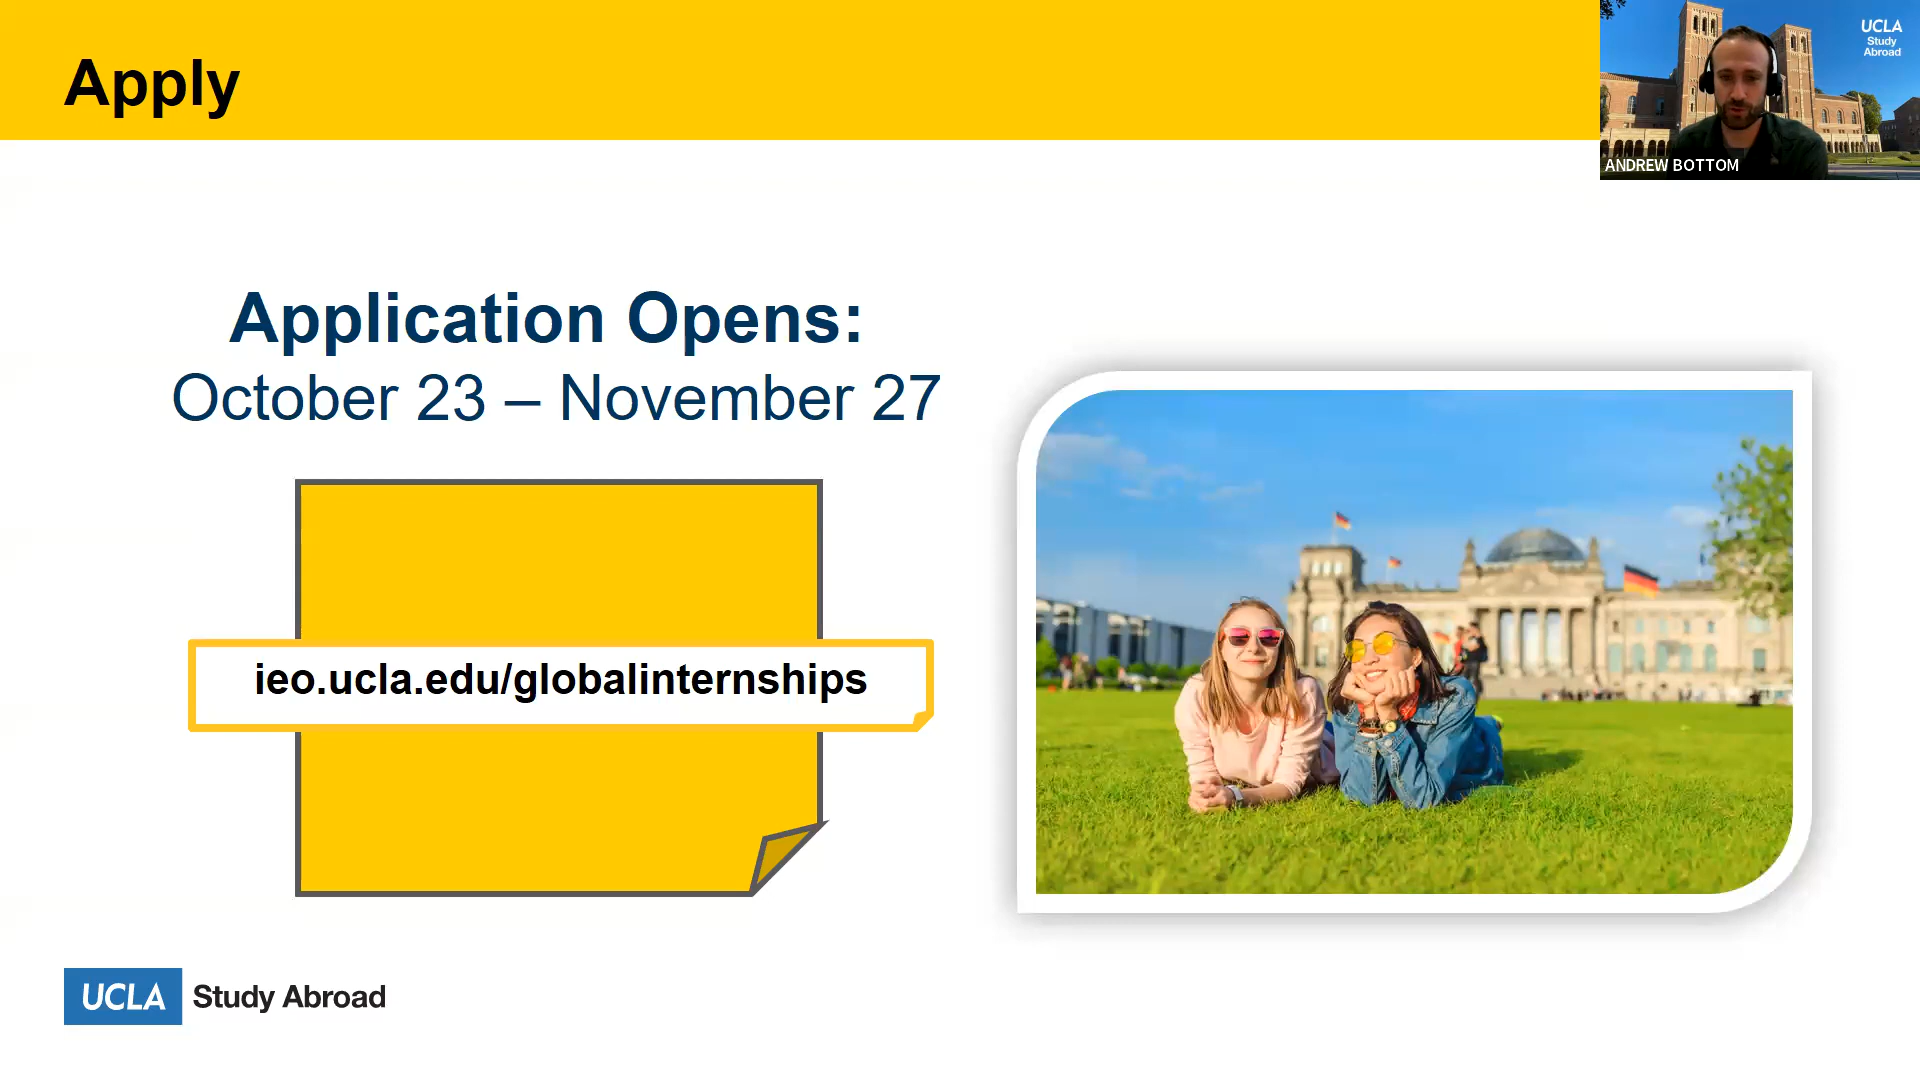 Apply
UCLA
Study
Abroad
ANDREW BOTTOM
Application Opens:
October 23 – November 27
ieo.ucla.edu/globalinternships
UCLA Study Abroad